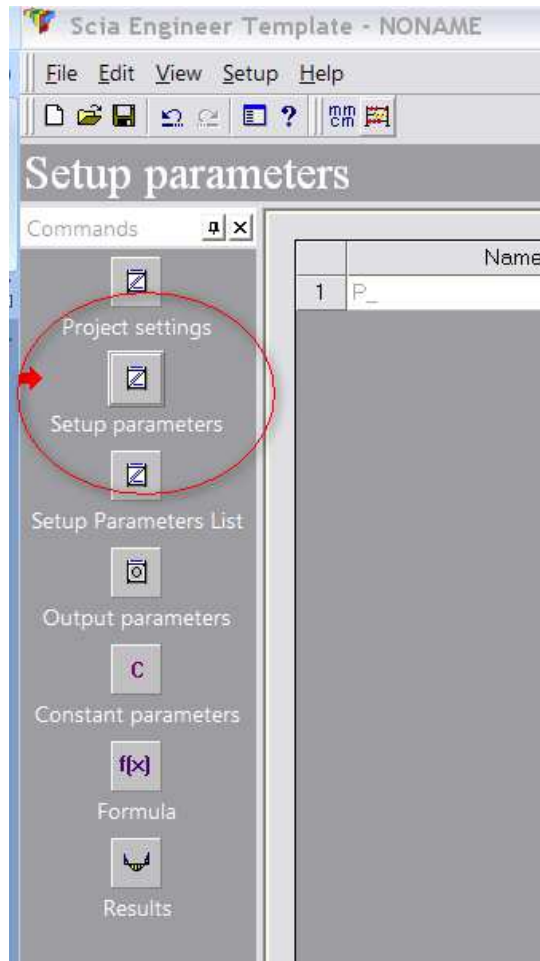 Scia Engineer Template - NONAME
File Edit View Setup Help
mm
cm
Setup parameters
Commands
Name
1 P_
Project settings
Setup parameters
Setup Parameters List
Output parameters
C
Constant parameters
f(x)
Formula
Results